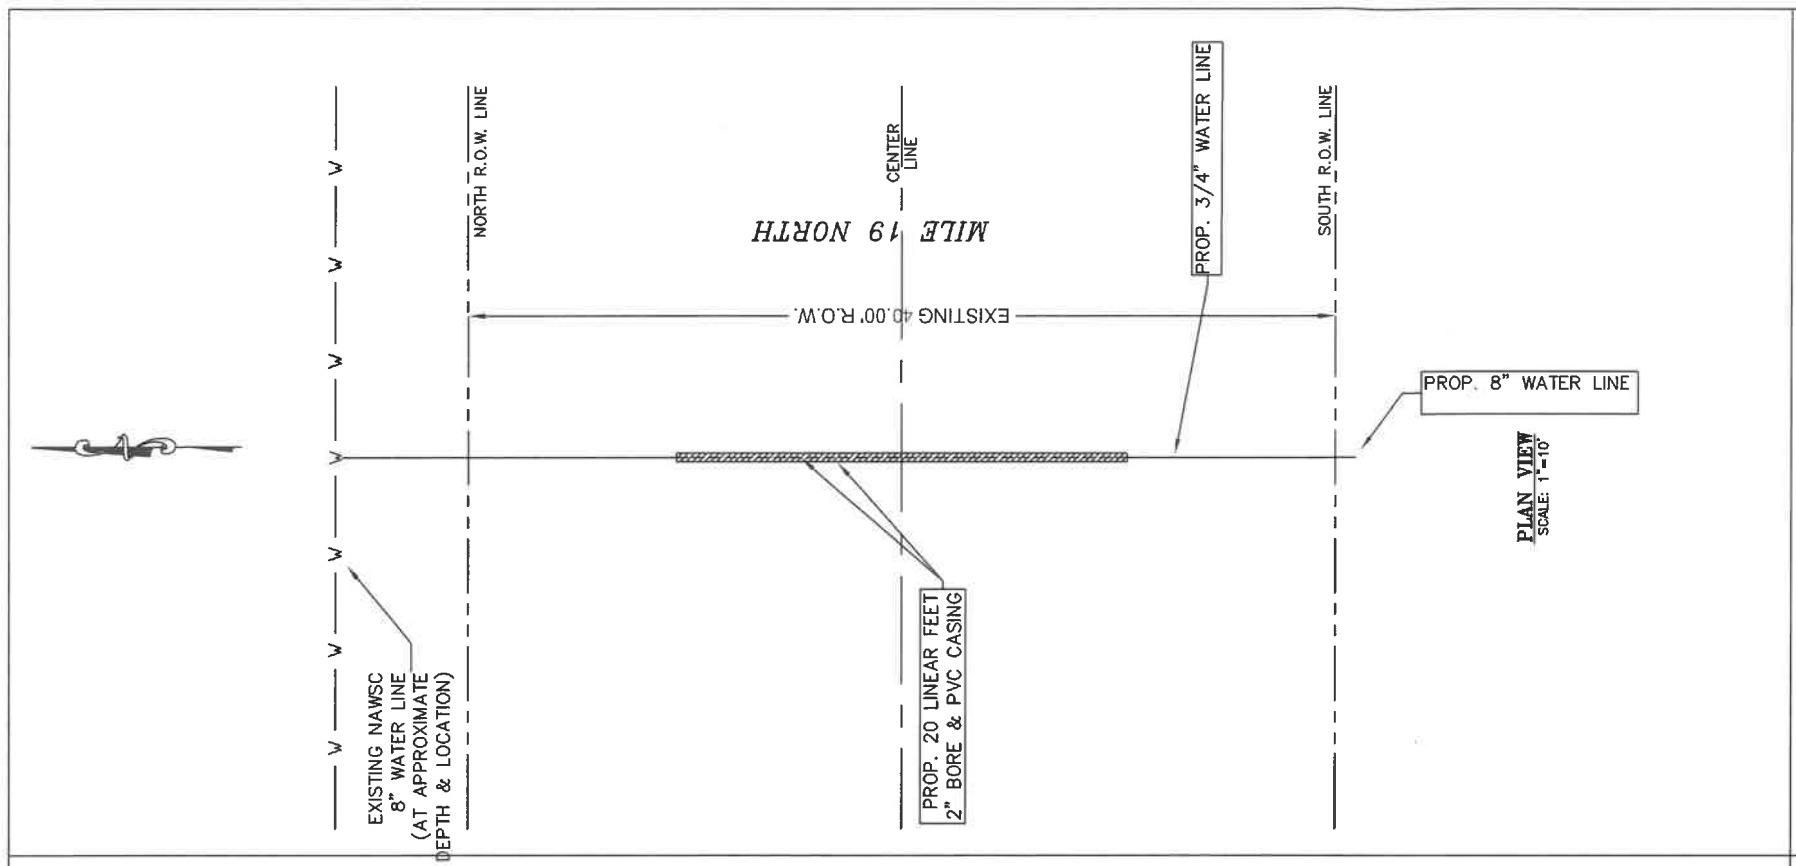 W W W W W W W
NORTH R.O.W. LINE
CENTER
LINE
MILE 19 NORTH
EXISTING 40.00' R.O.W.
PROP. 3/4" WATER LINE
SOUTH R.O.W. LINE
PROP. 8" WATER LINE
EXISTING NAWSC
8" WATER LINE
(AT APPROXIMATE
DEPTH & LOCATION)
PROP. 20 LINEAR FEET
2" BORE & PVC CASING
PLAN VIEW
SCALE: 1"=10'